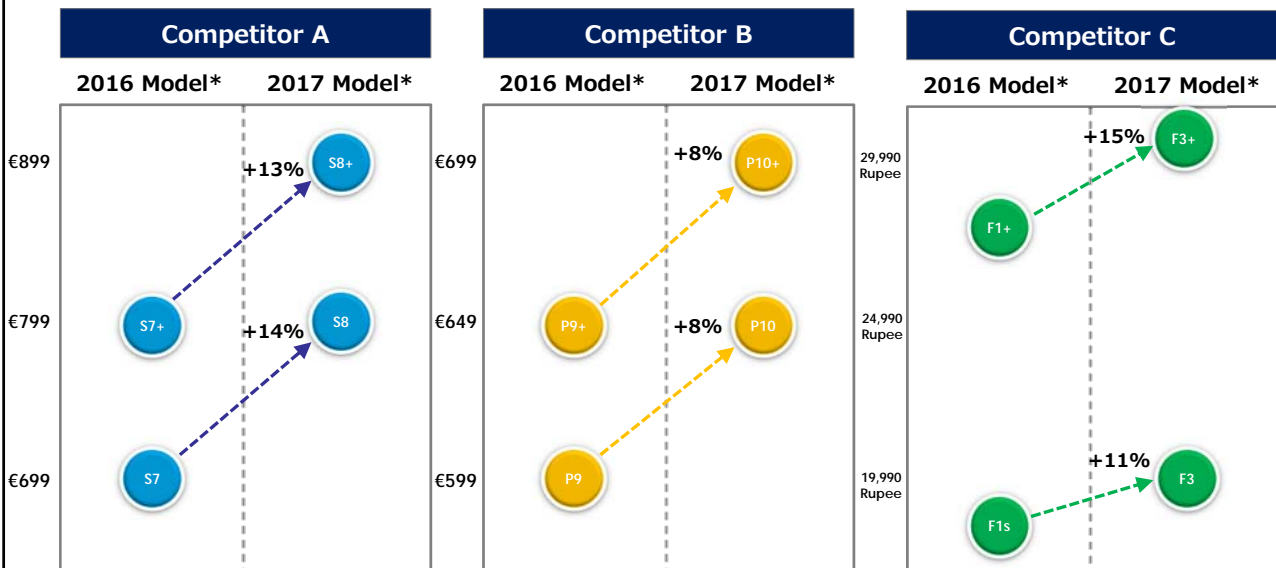 Competitor A
2016 Model*
2017 Model*
€899
€799
€699
S8+
+13%
S7+
S8
+14%
S7
Competitor B
2016 Model*
2017 Model*
€699
€649
€599
P10+
+8%
P9+
P10
+8%
P9
Competitor C
2016 Model*
2017 Model*
29,990
Rupee
24,990
Rupee
19,990
Rupee
F3+
+15%
F1+
+11%
F3
F1s